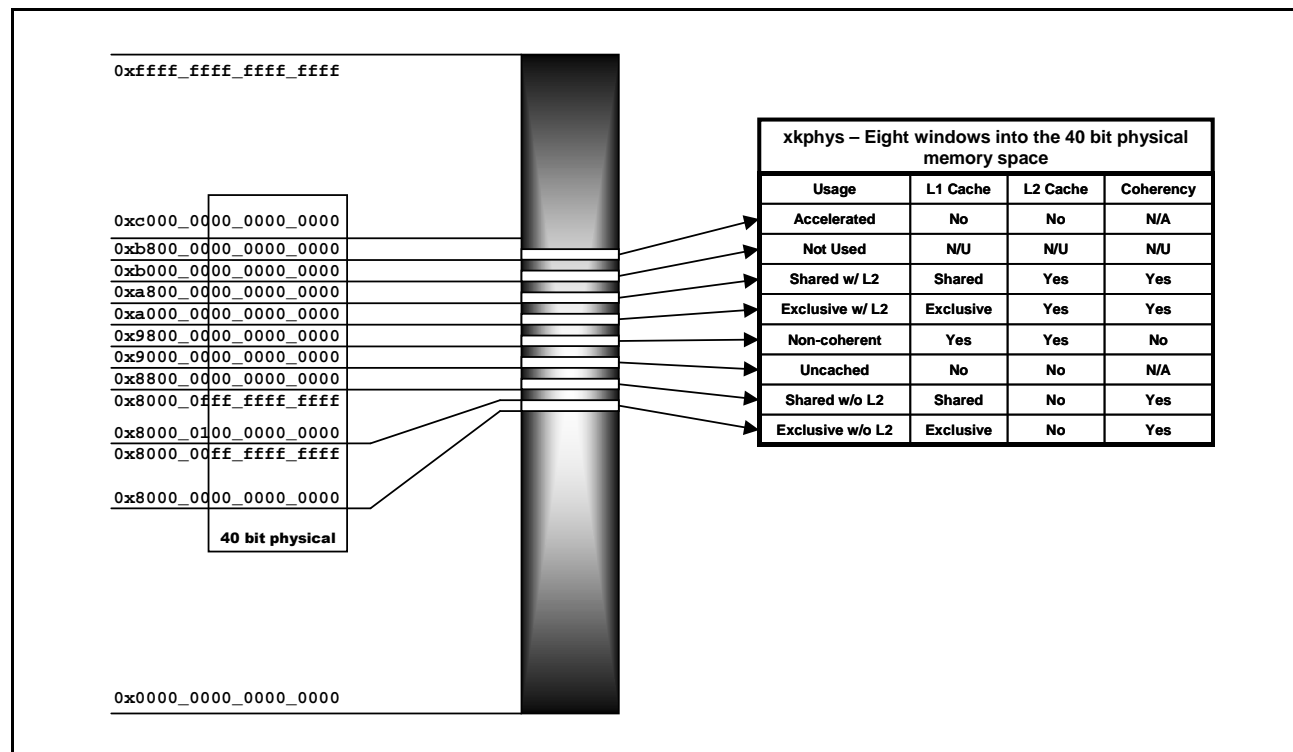 0xffff_ffff_ffff_ffff
0xc000_0000_0000_0000
0xb800_0000_0000_0000
0xb000_0000_0000_0000
0xa800_0000_0000_0000
0xa000_0000_0000_0000
0x9800_0000_0000_0000
0x9000_0000_0000_0000
0x8800_0000_0000_0000
0x8000_0fff_ffff_ffff
0x8000_0100_0000_0000
0x8000_00ff_ffff_ffff
0x8000_0000_0000_0000
40 bit physical
0x0000_0000_0000_0000
xkphys – Eight windows into the 40 bit physical
memory space
Usage L1 Cache L2 Cache Coherency
Accelerated No No N/A
Not Used N/U N/U N/U
Shared w/ L2 Shared Yes Yes
Exclusive w/ L2 Exclusive Yes Yes
Non-coherent Yes Yes No
Uncached No No N/A
Shared w/o L2 Shared No Yes
Exclusive w/o L2 Exclusive No Yes